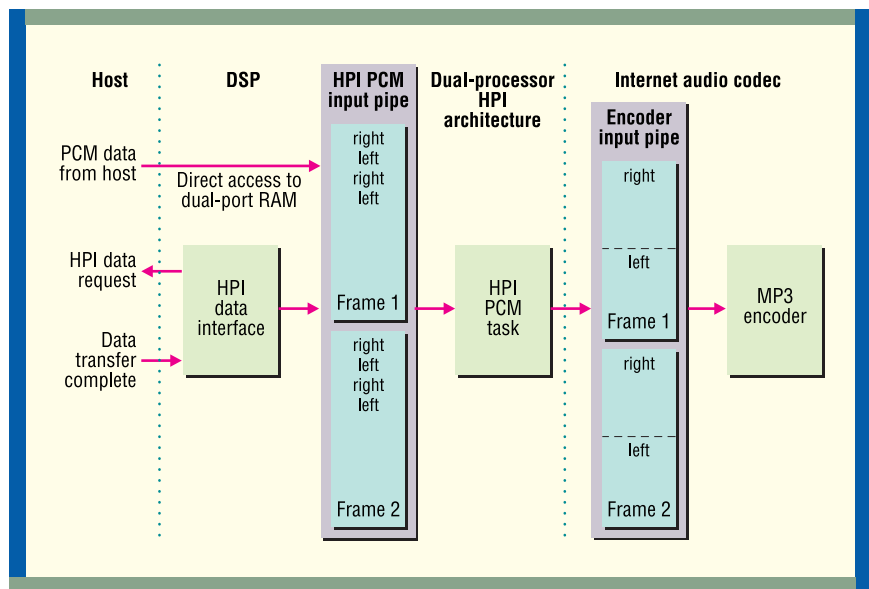 Host
DSP
HPI PCM
input pipe
Dual-processor
HPI
architecture
Internet audio codec
Encoder
input pipe
PCM data
from host
Direct access to
dual-port RAM
right
left
right
left
Frame 1
right
left
right
left
Frame 2
HPI data
request
Data
transfer
complete
HPI
data
interface
HPI
PCM
task
right
left
Frame 1
right
left
Frame 2
MP3
encoder